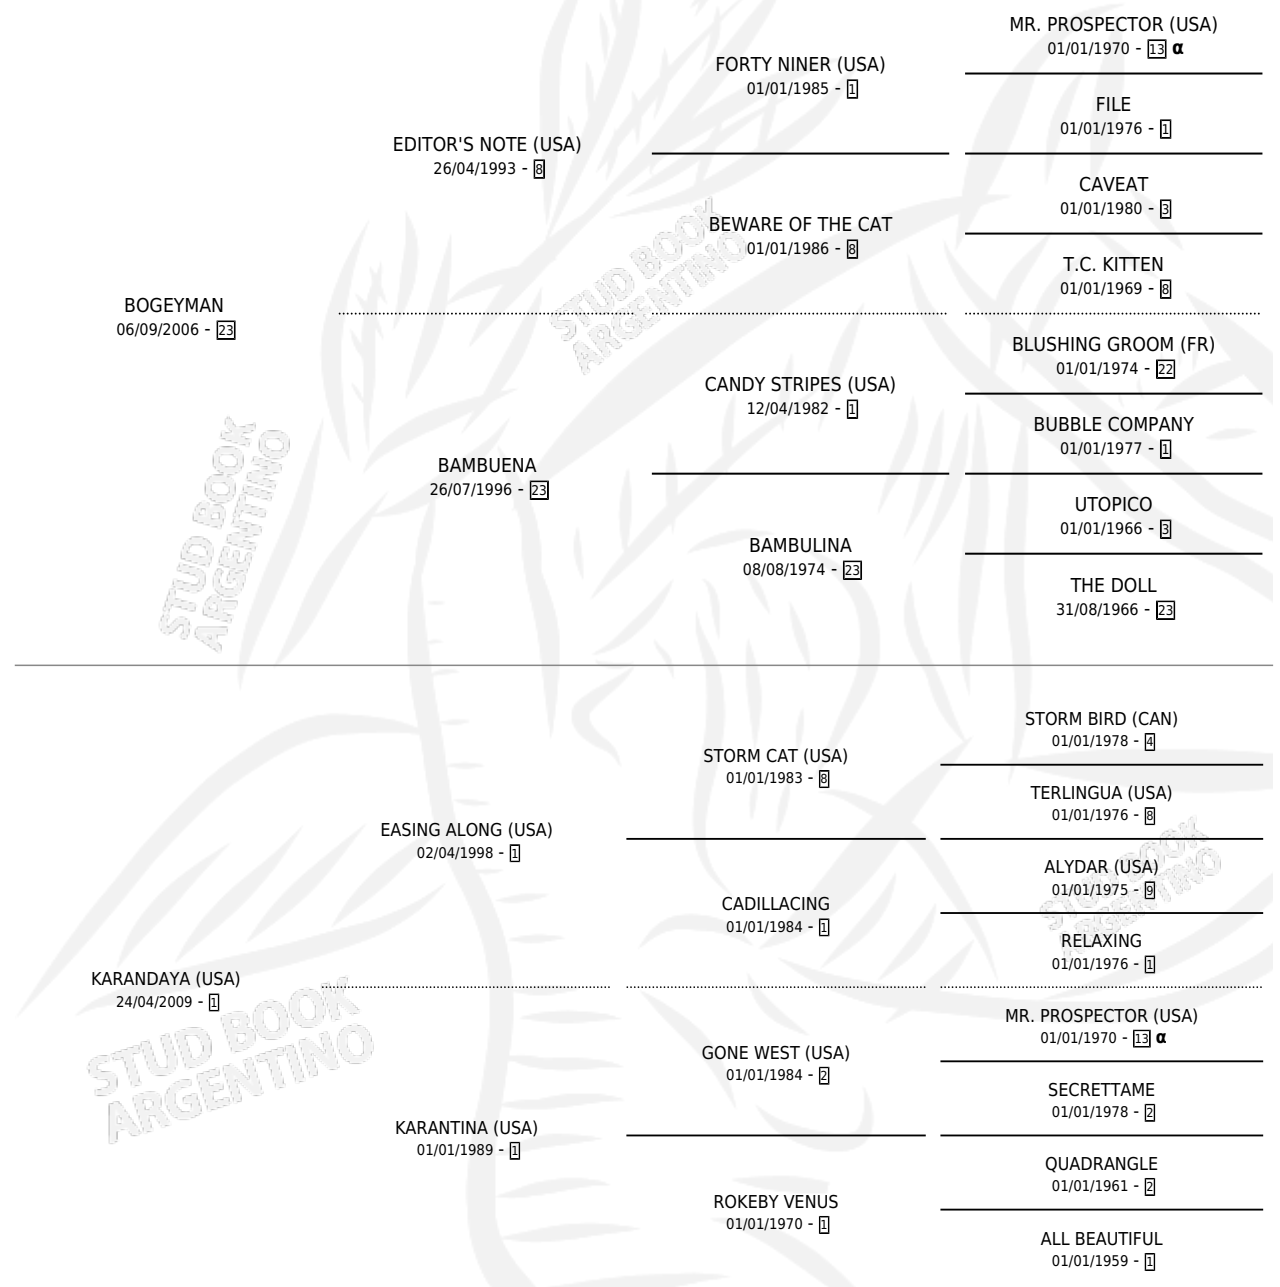 MR. PROSPECTOR (USA)
01/01/1970 - 13 α
FORTY NINER (USA)
01/01/1985 - 1
FILE
01/01/1976 - 1
EDITOR'S NOTE (USA)
26/04/1993 - 8
CAVEAT
01/01/1980 - 3
BEWARE OF THE CAT
01/01/1986 - 8
T.C. KITTEN
01/01/1969 - 8
BOGEYMAN
06/09/2006 - 23
BLUSHING GROOM (FR)
01/01/1974 - 22
CANDY STRIPES (USA)
12/04/1982 - 1
BUBBLE COMPANY
01/01/1977 - 1
BAMBUENA
26/07/1996 - 23
UTOPICO
01/01/1966 - 3
BAMBULINA
08/08/1974 - 23
THE DOLL
31/08/1966 - 23
STORM BIRD (CAN)
01/01/1978 - 4
STORM CAT (USA)
01/01/1983 - 8
TERLINGUA (USA)
01/01/1976 - 8
EASING ALONG (USA)
02/04/1998 - 1
ALYDAR (USA)
01/01/1975 - 9
CADILLACING
01/01/1984 - 1
RELAXING
01/01/1976 - 1
KARANDAYA (USA)
24/04/2009 - 1
MR. PROSPECTOR (USA)
01/01/1970 - 13 α
GONE WEST (USA)
01/01/1984 - 2
SECRETTAME
01/01/1978 - 2
KARANTINA (USA)
01/01/1989 - 1
QUADRANGLE
01/01/1961 - 2
ROKEBY VENUS
01/01/1970 - 1
ALL BEAUTIFUL
01/01/1959 - 1
STUD BOOK
ARGENTINO
STUD BOOK
ARGENTINO
STUD BOOK
ARGENTINO
STUD BOOK
ARGENTINO